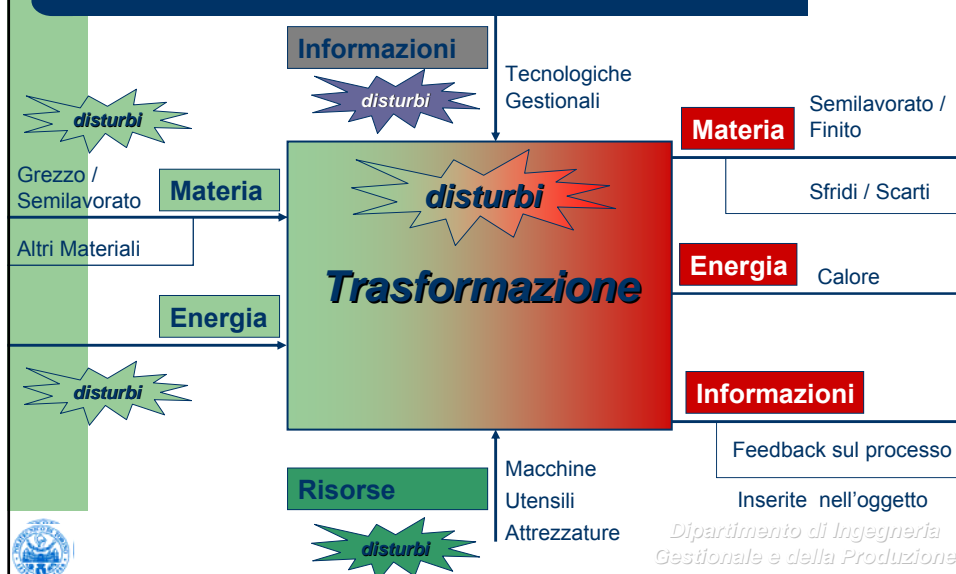 Informazioni
disturbi
Tecnologiche
Gestionali
disturbi
Grezzo /
Semilavorato
Materia
Altri Materiali
Energia
disturbi
disturbi
Trasformazione
Materia
Semilavorato /
Finito
Sfridi / Scarti
Energia
Calore
Informazioni
Feedback sul processo
Inserite nell'oggetto
Risorse
disturbi
Macchine
Utensili
Attrezzature
Dipartimento di Ingegneria
Gestionale e della Produzione